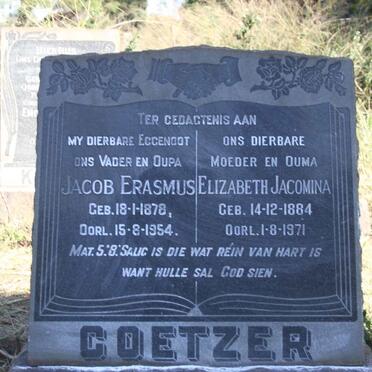 TER GEDAGTENIS AAN
MY DIERBARE EGGENOOT
ONS VADER EN OUPA
JACOB ERASMUS
GEB. 18-1-1878,
OORL. 15-8-1954.
ONS DIERBARE
MOEDER EN OUMA
ELIZABETH JACOMINA
GEB. 14-12-1884
OORL. 1-8-1971
MAT. 5."8." SALIG IS DIE WAT RÉIN VAN HART IS
WANT HULLE SAL GOD SIEN.
COETZER